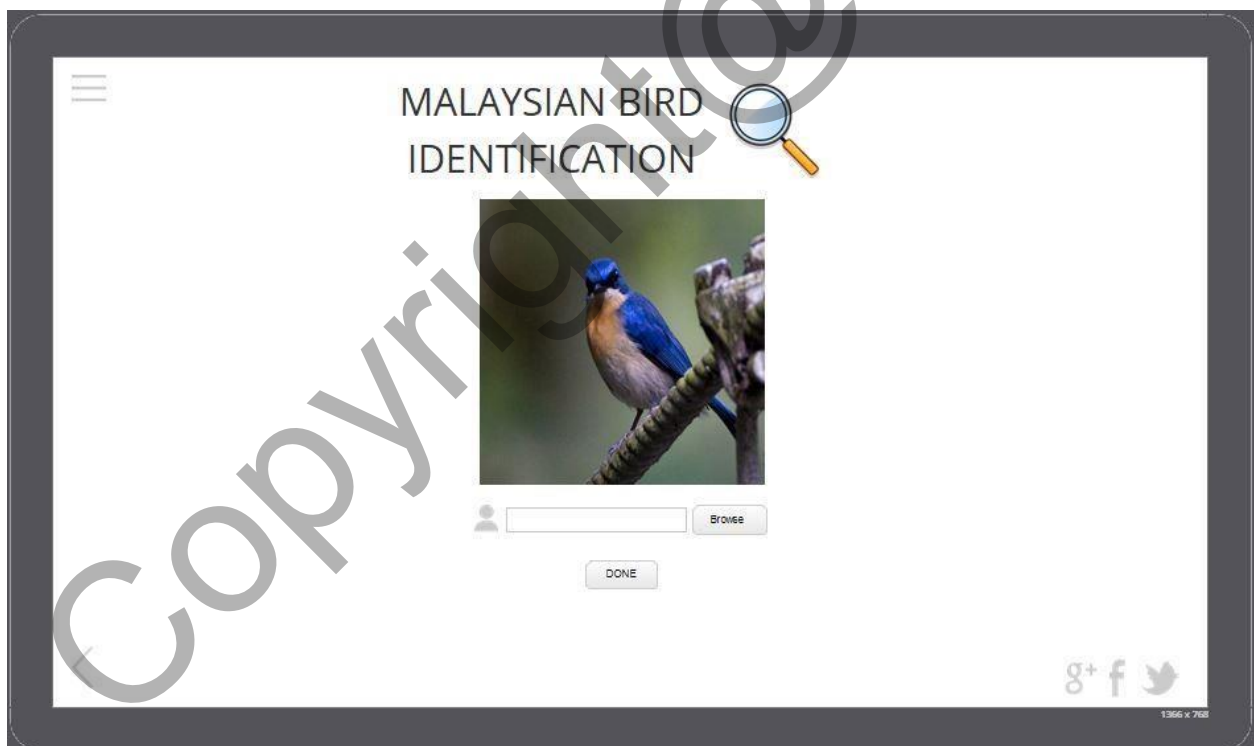 MALAYSIAN BIRD
IDENTIFICATION
Browse
DONE
g+ f
1366 x 768
Copyright@